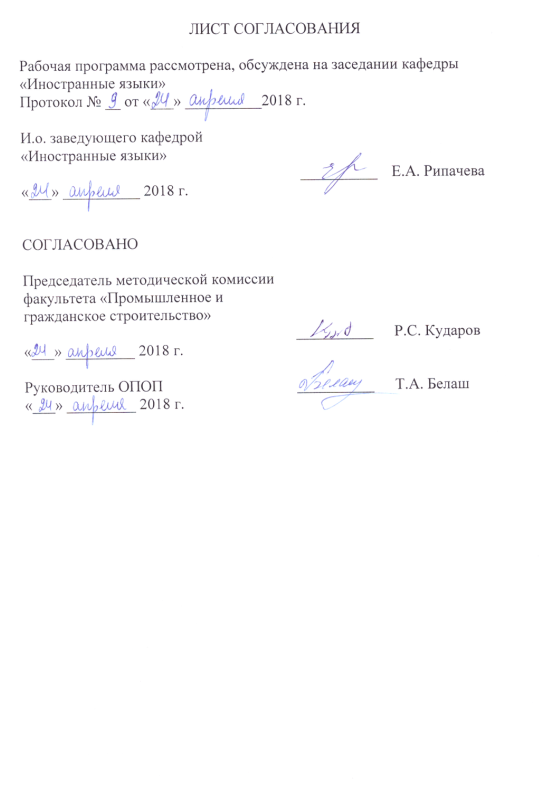 ЛИСТ СОГЛАСОВАНИЯ
Рабочая программа рассмотрена, обсуждена на заседании кафедры
«Иностранные языки»
Протокол № 9 от «24» апреля 2018 г.
И.о. заведующего кафедрой
«Иностранные языки»
Е.А. Рипачева
«24» апреля 2018 г.
СОГЛАСОВАНО
Председатель методической комиссии
факультета «Промышленное и
гражданское строительство»
Р.С. Кударов
«24» апреля 2018 г.
Руководитель ОПОП
Т.А. Белаш
«24» апреля 2018 г.